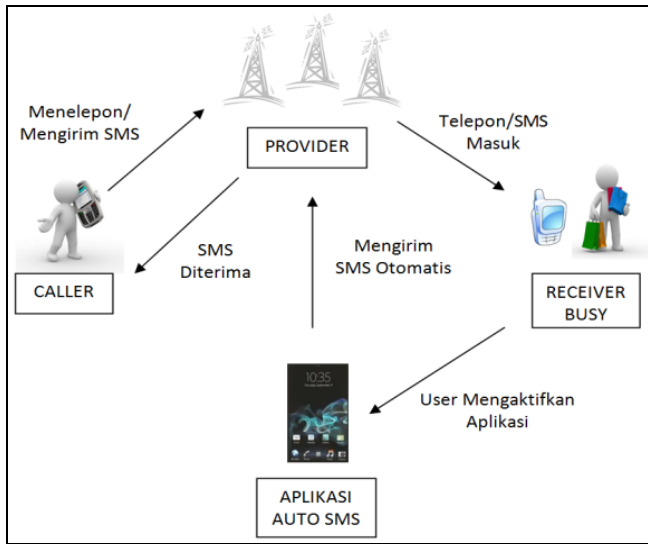 Menelepon/
Mengirim SMS
PROVIDER
Telepon/SMS
Masuk
CALLER
SMS
Diterima
Mengirim
SMS Otomatis
RECEIVER
BUSY
10:35
User Mengaktifkan
Aplikasi
APLIKASI
AUTO SMS